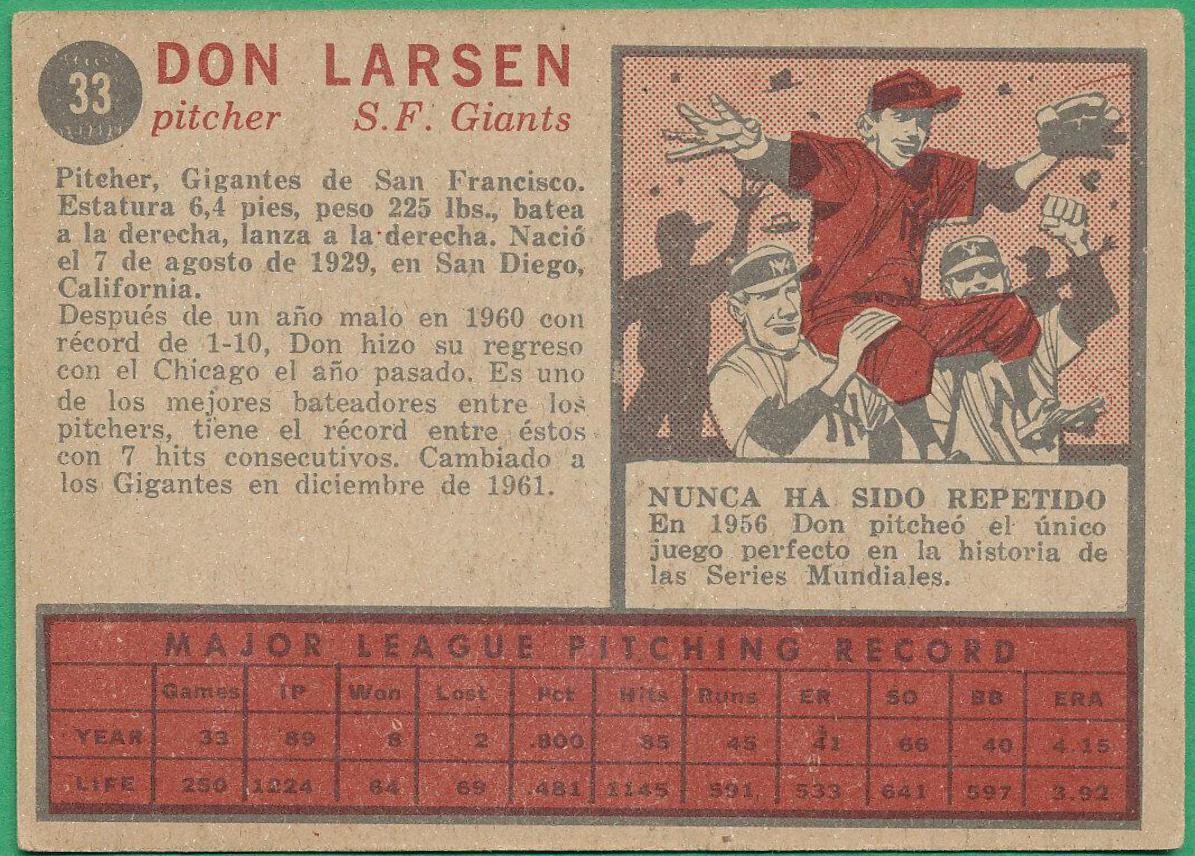 33
DON LARSEN
pitcher S.F. Giants
Pitcher, Gigantes de San Francisco.
Estatura 6,4 pies, peso 225 lbs., batea
a la derecha, lanza a la derecha. Nació
el 7 de agosto de 1929, en San Diego,
California.
Después de un año malo en 1960 con
récord de 1-10, Don hizo su regreso
con el Chicago el año pasado. Es uno
de los mejores bateadores entre los
pitchers, tiene el récord entre éstos
con 7 hits consecutivos. Cambiado a
los Gigantes en diciembre de 1961.
NY
NUNCA HA SIDO REPETIDO
En 1956 Don pitcheó el único
juego perfecto en la historia de
las Series Mundiales.
MAJOR LEAGUE PITCHING RECORD
Games IP Won Lost Pct Hits Runs ER SO BB ERA
YEAR 33 89 8 2 .800 85 45 41 66 40 4.15
LIFE 250 1224 64 69 .481 1145 591 533 641 597 3.92